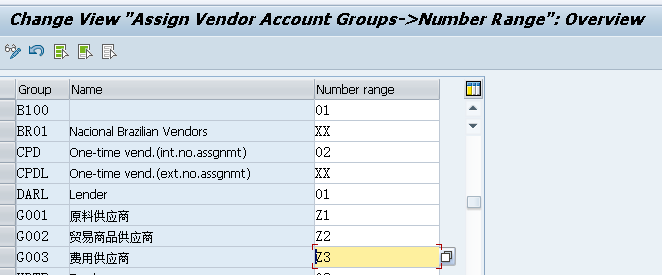 Change View "Assign Vendor Account Groups->Number Range": Overview
Group Name Number range
B100 01
BR01 Nacional Brazilian Vendors XX
CPD One-time vend.(int.no.assgnmt) 02
CPDL One-time vend.(ext.no.assgnmt) XX
DARL Lender 01
G001 原料供应商 Z1
G002 贸易商品供应商 Z2
G003 费用供应商 Z3